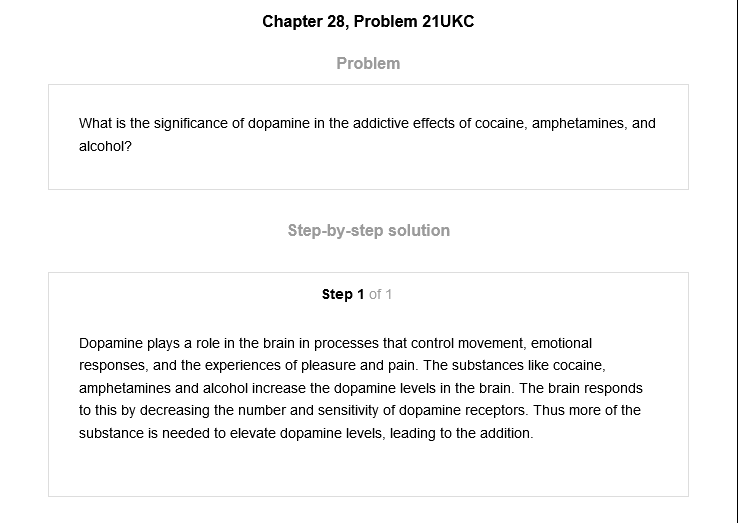 Chapter 28, Problem 21UKC
Problem
What is the significance of dopamine in the addictive effects of cocaine, amphetamines, and
alcohol?
Step-by-step solution
Step 1 of 1
Dopamine plays a role in the brain in processes that control movement, emotional
responses, and the experiences of pleasure and pain. The substances like cocaine,
amphetamines and alcohol increase the dopamine levels in the brain. The brain responds
to this by decreasing the number and sensitivity of dopamine receptors. Thus more of the
substance is needed to elevate dopamine levels, leading to the addition.